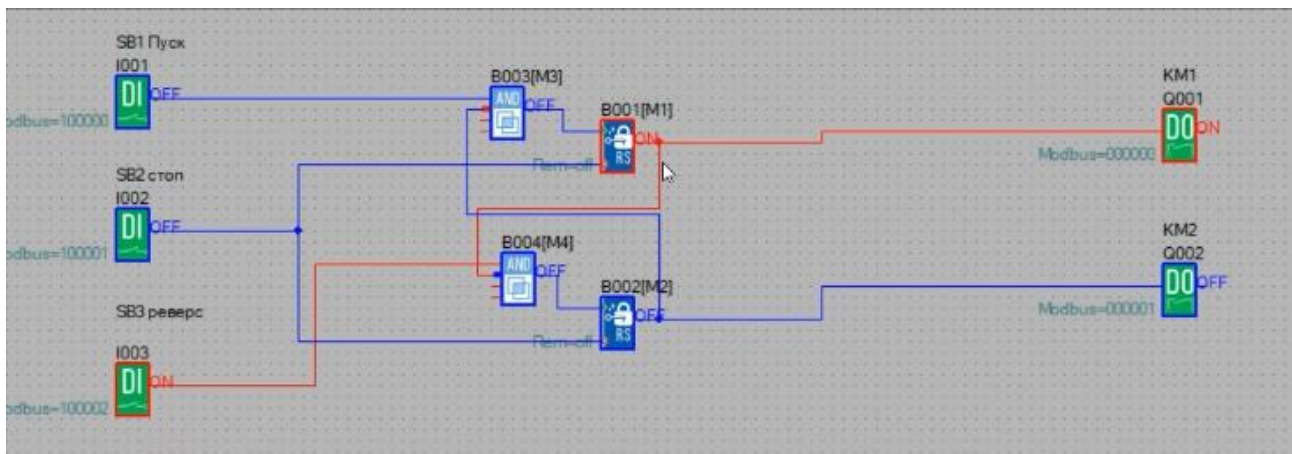 SB1 Пуск
I001
DI
OFF
odbus=100000
B003[M3]
AND
OFF
B001[M1]
ON
RS
Rem=off
KM1
Q001
DO
ON
Modbus=000000
SB2 стоп
I002
DI
OFF
odbus=100001
B004[M4]
AND
OFF
B002[M2]
OFF
RS
Rem=off
KM2
Q002
DO
OFF
Modbus=000001
SB3 реверс
I003
DI
ON
odbus=100002